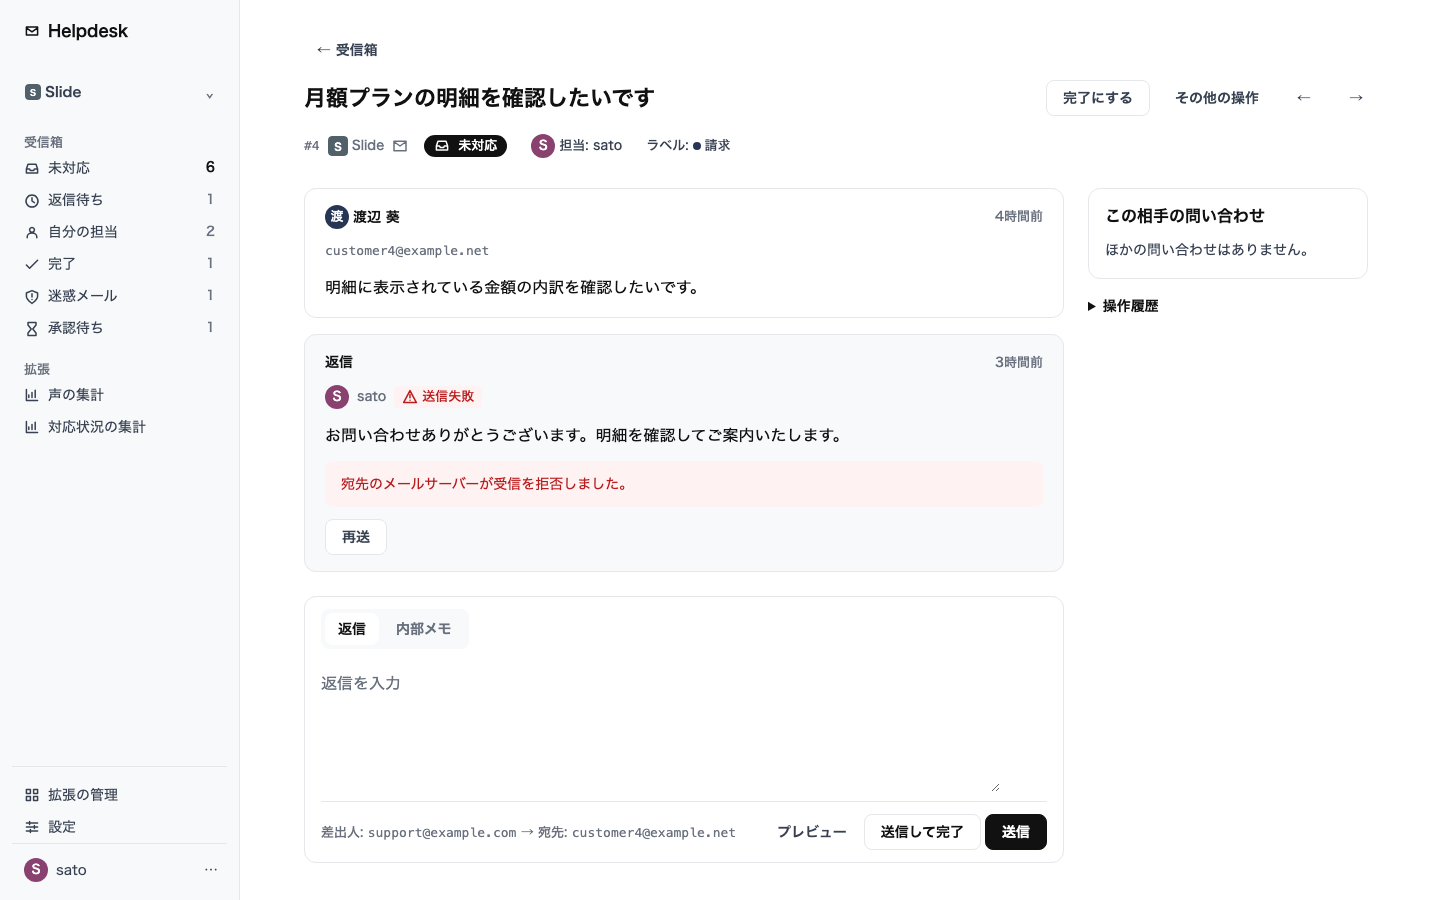 Helpdesk
S Slide
受信箱
未対応 6
返信待ち 1
自分の担当 2
完了 1
迷惑メール 1
承認待ち 1
拡張
声の集計
対応状況の集計
拡張の管理
設定
S sato ...
← 受信箱
月額プランの明細を確認したいです
完了にする その他の操作 ← →
#4 S Slide 未対応 S 担当: sato ラベル: 請求
渡 渡辺 葵 4時間前
customer4@example.net
明細に表示されている金額の内訳を確認したいです。
返信 3時間前
S sato 送信失敗
お問い合わせありがとうございます。明細を確認してご案内いたします。
宛先のメールサーバーが受信を拒否しました。
再送
返信 内部メモ
返信を入力
差出人: support@example.com → 宛先: customer4@example.net プレビュー 送信して完了 送信
この相手の問い合わせ
ほかの問い合わせはありません。
▶ 操作履歴